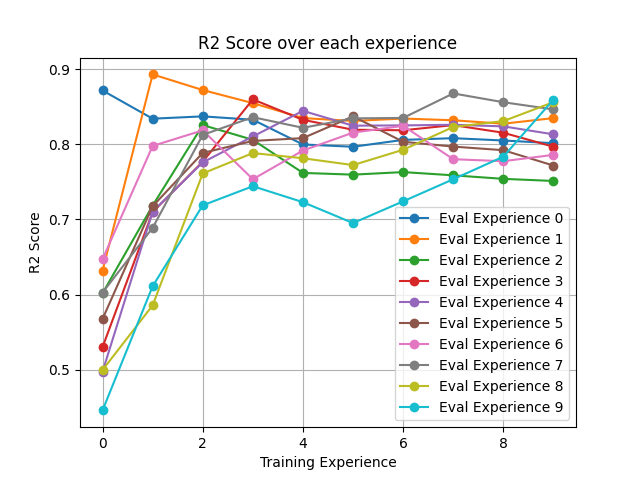 R2 Score over each experience
0.9
0.8
0.7
0.6
0.5
R2 Score
0 2 4 6 8
Training Experience
Eval Experience 0
Eval Experience 1
Eval Experience 2
Eval Experience 3
Eval Experience 4
Eval Experience 5
Eval Experience 6
Eval Experience 7
Eval Experience 8
Eval Experience 9